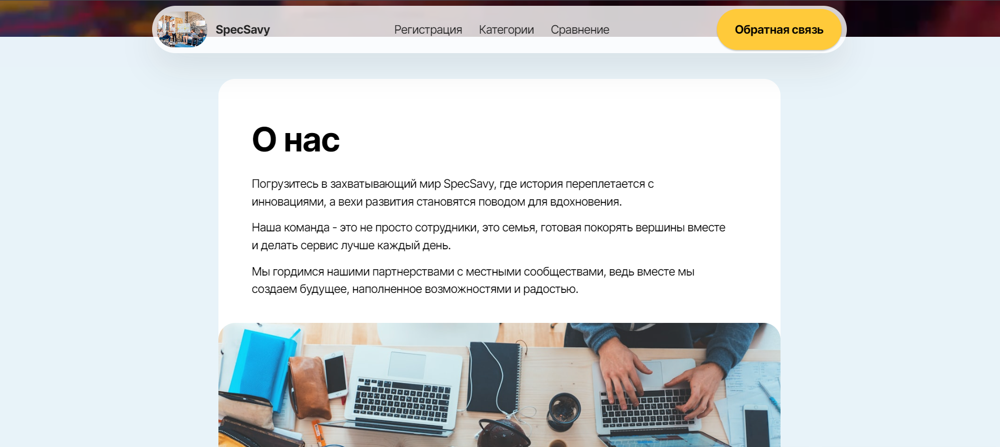 SpecSavy
Регистрация
Категории
Сравнение
Обратная связь
О нас
Погрузитесь в захватывающий мир SpecSavy, где история переплетается с
инновациями, а вехи развития становятся поводом для вдохновения.
Наша команда - это не просто сотрудники, это семья, готовая покорять вершины вместе
и делать сервис лучше каждый день.
Мы гордимся нашими партнерствами с местными сообществами, ведь вместе мы
создаем будущее, наполненное возможностями и радостью.